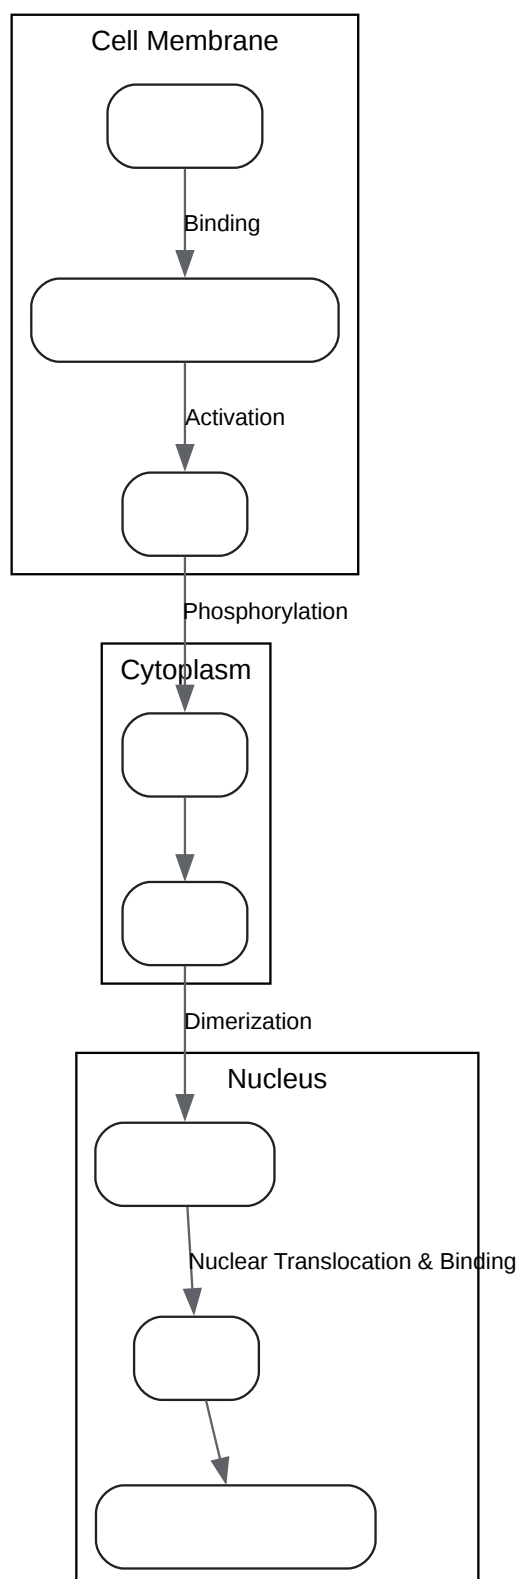 Cell Membrane
Binding
Activation
Phosphorylation
Cytoplasm
Dimerization
Nucleus
Nuclear Translocation & Binding